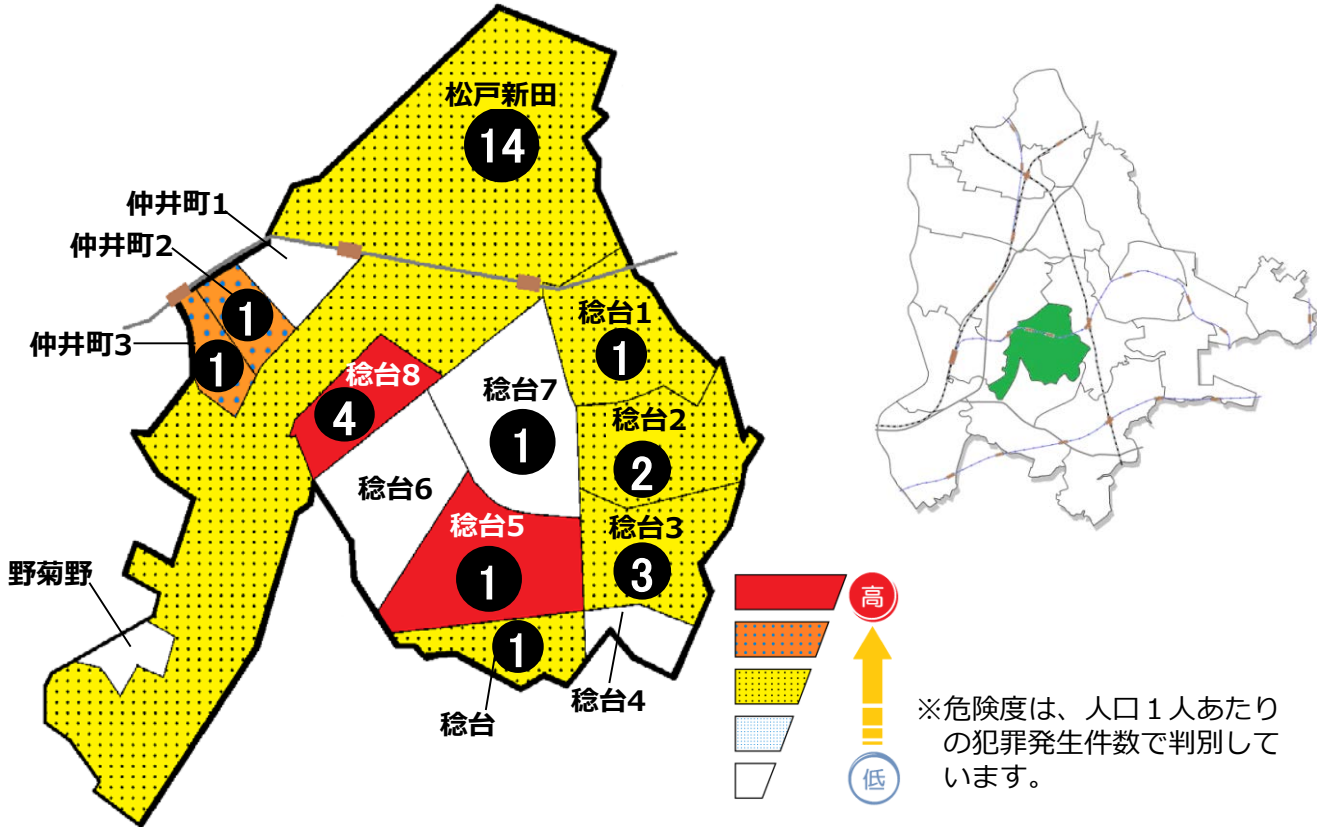 松戸新田
14
仲井町1
仲井町2
1
仲井町3
1
稔台1
1
稔台8
4
稔台7
1
稔台2
2
稔台6
稔台5
1
稔台3
3
野菊野
1
稔台
稔台4
高
低
※危険度は、人口１人あたり
の犯罪発生件数で判別して
います。